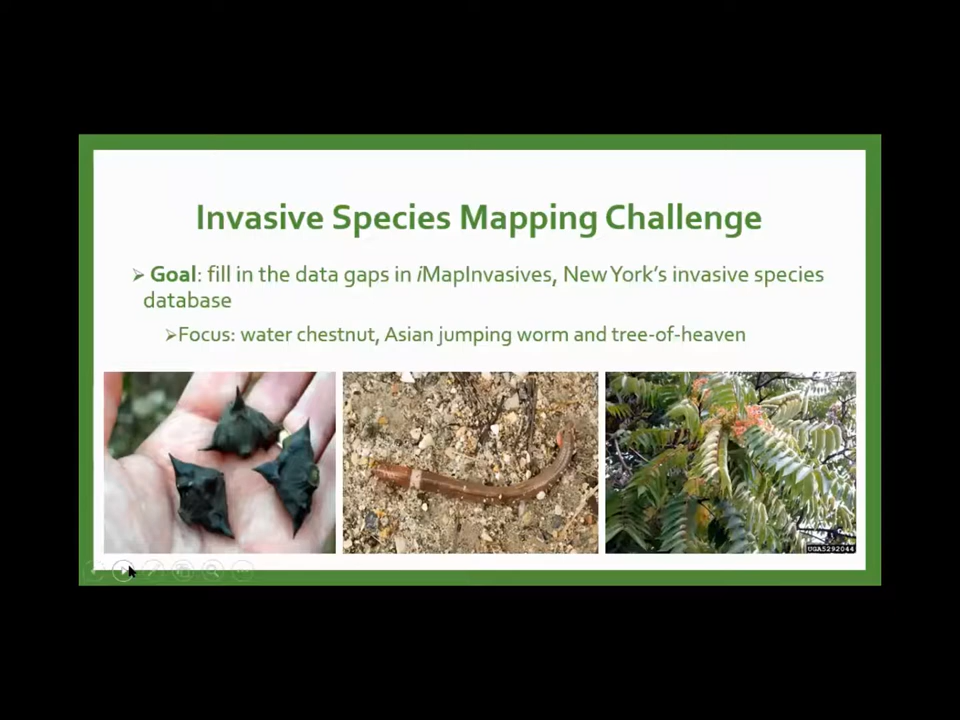 Invasive Species Mapping Challenge
➢ Goal: fill in the data gaps in iMapInvasives, New York's invasive species
database
➢Focus: water chestnut, Asian jumping worm and tree-of-heaven
UGA5292044